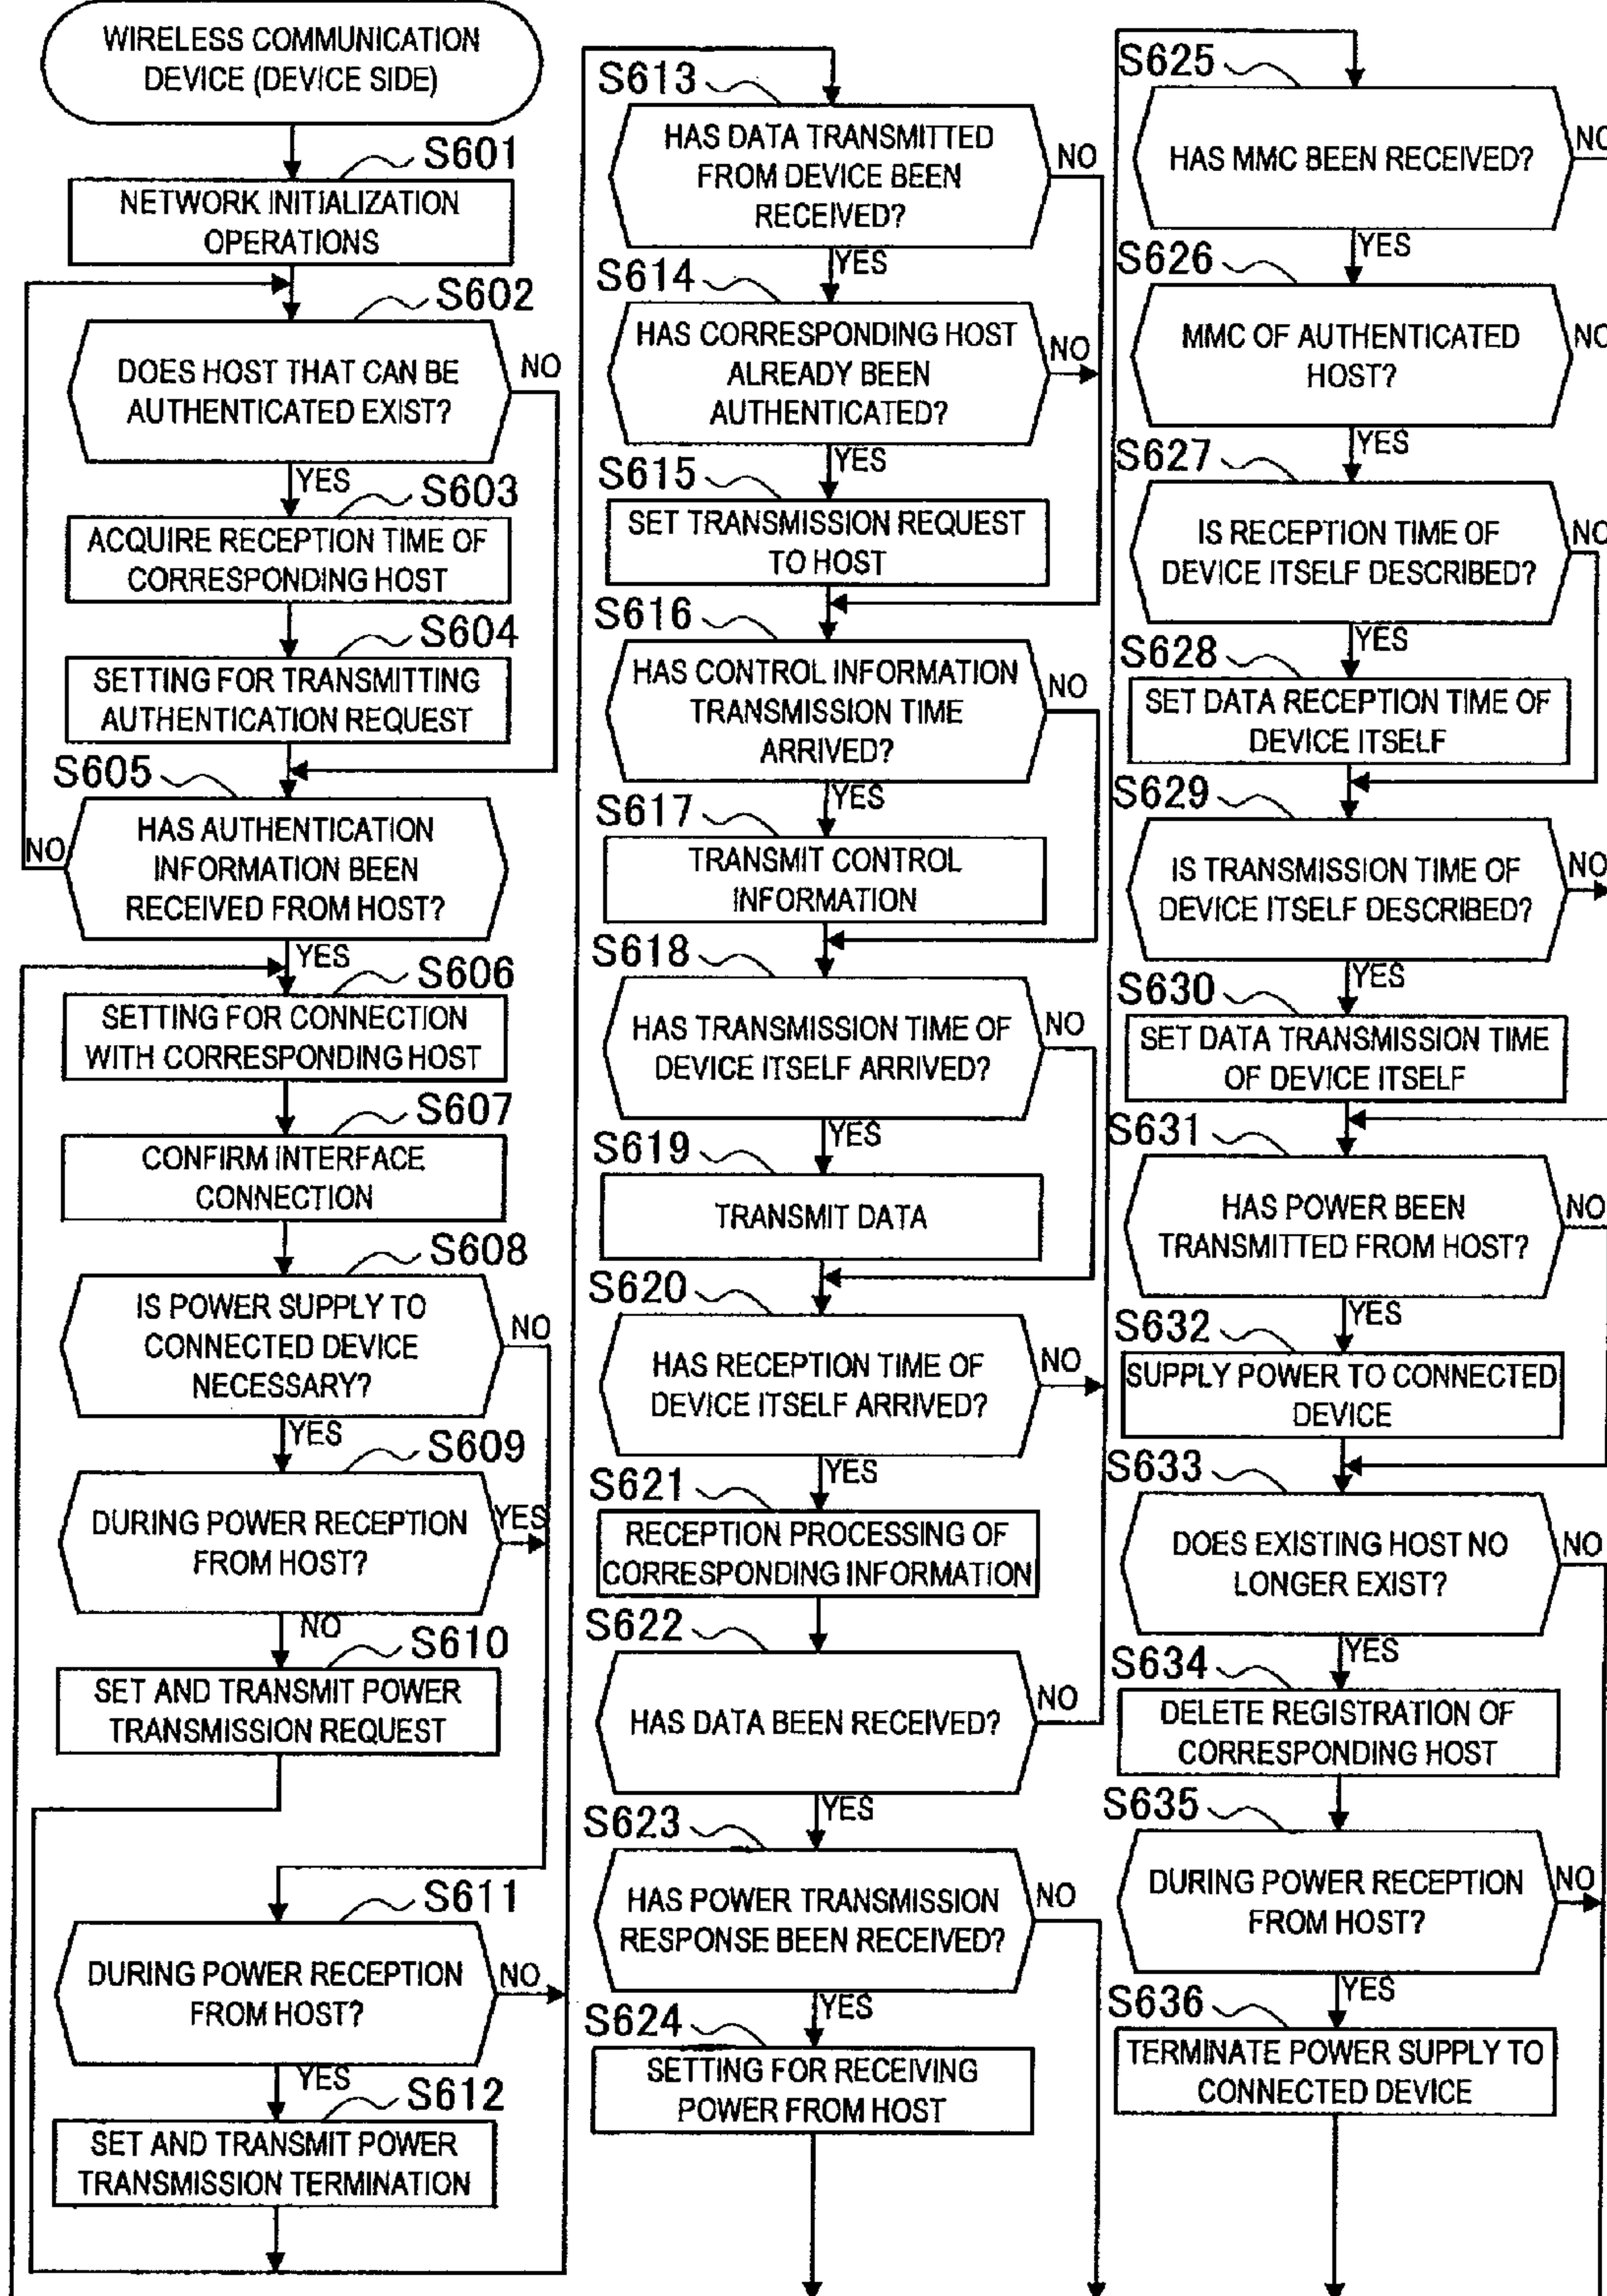 WIRELESS COMMUNICATION
DEVICE (DEVICE SIDE)
S601
NETWORK INITIALIZATION
OPERATIONS
S602
DOES HOST THAT CAN BE
AUTHENTICATED EXIST?
NO
YES
S603
ACQUIRE RECEPTION TIME OF
CORRESPONDING HOST
S604
SETTING FOR TRANSMITTING
AUTHENTICATION REQUEST
S605
HAS AUTHENTICATION
INFORMATION BEEN
RECEIVED FROM HOST?
NO
YES
S606
SETTING FOR CONNECTION
WITH CORRESPONDING HOST
S607
CONFIRM INTERFACE
CONNECTION
S608
IS POWER SUPPLY TO
CONNECTED DEVICE
NECESSARY?
NO
YES
S609
DURING POWER RECEPTION
FROM HOST?
YES
NO
S610
SET AND TRANSMIT POWER
TRANSMISSION REQUEST
S611
DURING POWER RECEPTION
FROM HOST?
NO
YES
S612
SET AND TRANSMIT POWER
TRANSMISSION TERMINATION
S613
HAS DATA TRANSMITTED
FROM DEVICE BEEN
RECEIVED?
NO
YES
S614
HAS CORRESPONDING HOST
ALREADY BEEN
AUTHENTICATED?
NO
YES
S615
SET TRANSMISSION REQUEST
TO HOST
S616
HAS CONTROL INFORMATION
TRANSMISSION TIME
ARRIVED?
NO
YES
S617
TRANSMIT CONTROL
INFORMATION
S618
HAS TRANSMISSION TIME OF
DEVICE ITSELF ARRIVED?
NO
YES
S619
TRANSMIT DATA
S620
HAS RECEPTION TIME OF
DEVICE ITSELF ARRIVED?
NO
YES
S621
RECEPTION PROCESSING OF
CORRESPONDING INFORMATION
S622
HAS DATA BEEN RECEIVED?
NO
YES
S623
HAS POWER TRANSMISSION
RESPONSE BEEN RECEIVED?
NO
YES
S624
SETTING FOR RECEIVING
POWER FROM HOST
S625
HAS MMC BEEN RECEIVED?
NO
YES
S626
MMC OF AUTHENTICATED
HOST?
NO
YES
S627
IS RECEPTION TIME OF
DEVICE ITSELF DESCRIBED?
NO
YES
S628
SET DATA RECEPTION TIME OF
DEVICE ITSELF
S629
IS TRANSMISSION TIME OF
DEVICE ITSELF DESCRIBED?
NO
YES
S630
SET DATA TRANSMISSION TIME
OF DEVICE ITSELF
S631
HAS POWER BEEN
TRANSMITTED FROM HOST?
NO
YES
S632
SUPPLY POWER TO CONNECTED
DEVICE
S633
DOES EXISTING HOST NO
LONGER EXIST?
NO
YES
S634
DELETE REGISTRATION OF
CORRESPONDING HOST
S635
DURING POWER RECEPTION
FROM HOST?
NO
YES
S636
TERMINATE POWER SUPPLY TO
CONNECTED DEVICE